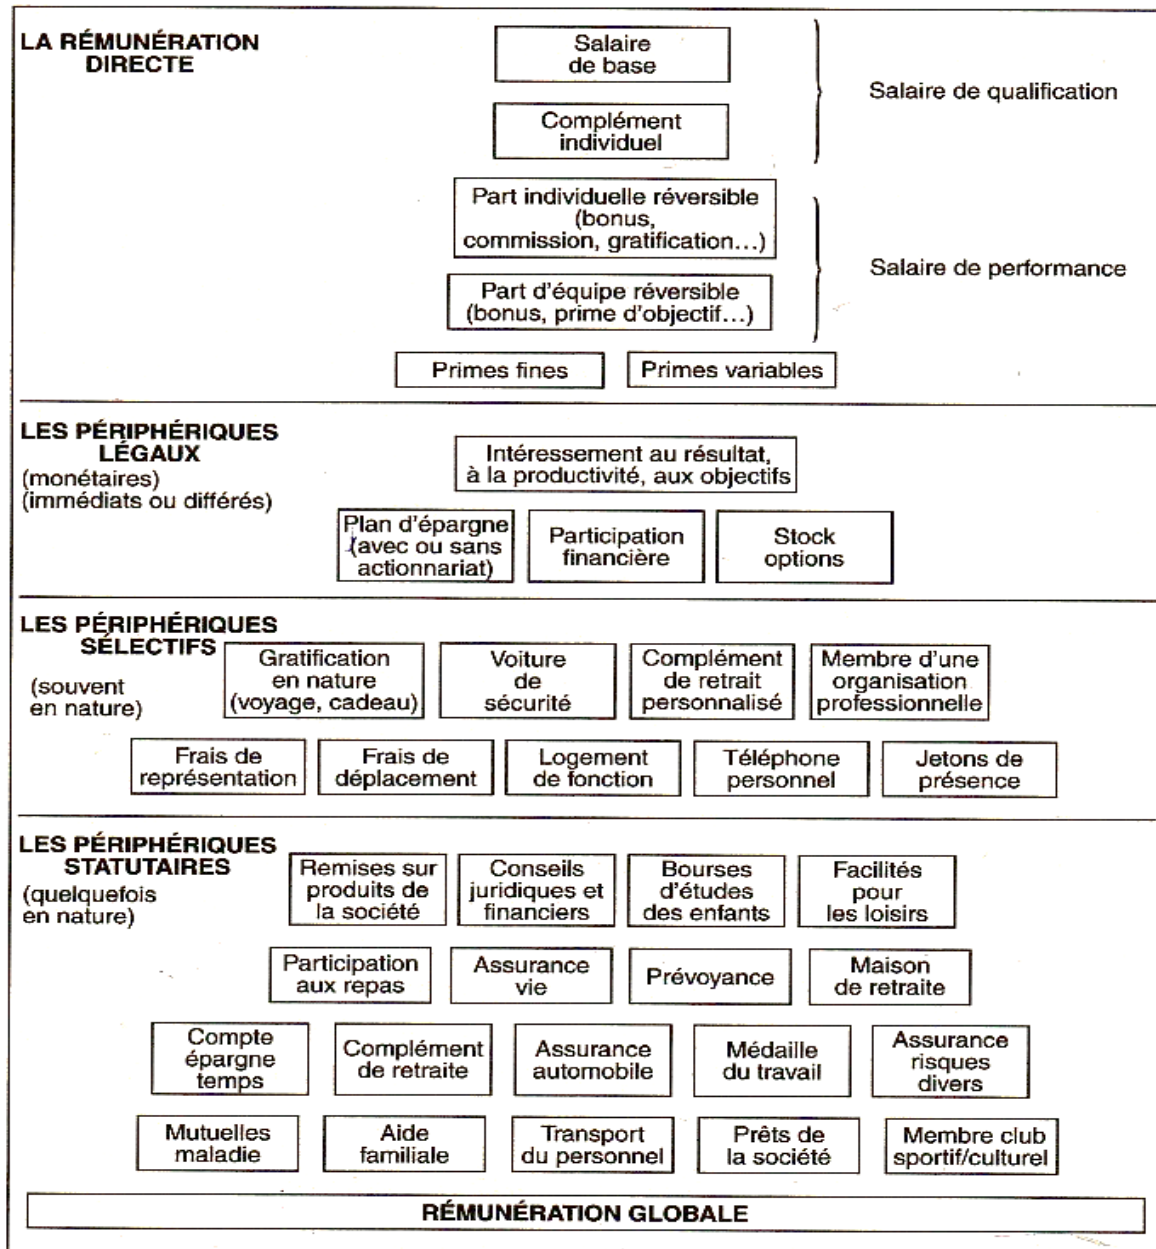 LA RÉMUNÉRATION
DIRECTE
Salaire
de base
Complément
individuel
Salaire de qualification
Part individuelle réversible
(bonus,
commission, gratification...)
Part d'équipe réversible
(bonus, prime d'objectif...)
Salaire de performance
Primes fines
Primes variables
LES PÉRIPHÉRIQUES
LÉGAUX
(monétaires)
(immédiats ou différés)
Intéressement au résultat,
à la productivité, aux objectifs
Plan d'épargne
(avec ou sans
actionnariat)
Participation
financière
Stock
options
LES PÉRIPHÉRIQUES
SÉLECTIFS
(souvent
en nature)
Gratification
en nature
(voyage, cadeau)
Voiture
de
sécurité
Complément
de retrait
personnalisé
Membre d'une
organisation
professionnelle
Frais de
représentation
Frais de
déplacement
Logement
de fonction
Téléphone
personnel
Jetons de
présence
LES PÉRIPHÉRIQUES
STATUTAIRES
(quelquefois
en nature)
Remises sur
produits de
la société
Conseils
juridiques et
financiers
Bourses
d'études
des enfants
Facilités
pour
les loisirs
Participation
aux repas
Assurance
vie
Prévoyance
Maison
de retraite
Compte
épargne
temps
Complément
de retraite
Assurance
automobile
Médaille
du travail
Assurance
risques
divers
Mutuelles
maladie
Aide
familiale
Transport
du personnel
Prêts de
la société
Membre club
sportif/culturel
RÉMUNÉRATION GLOBALE